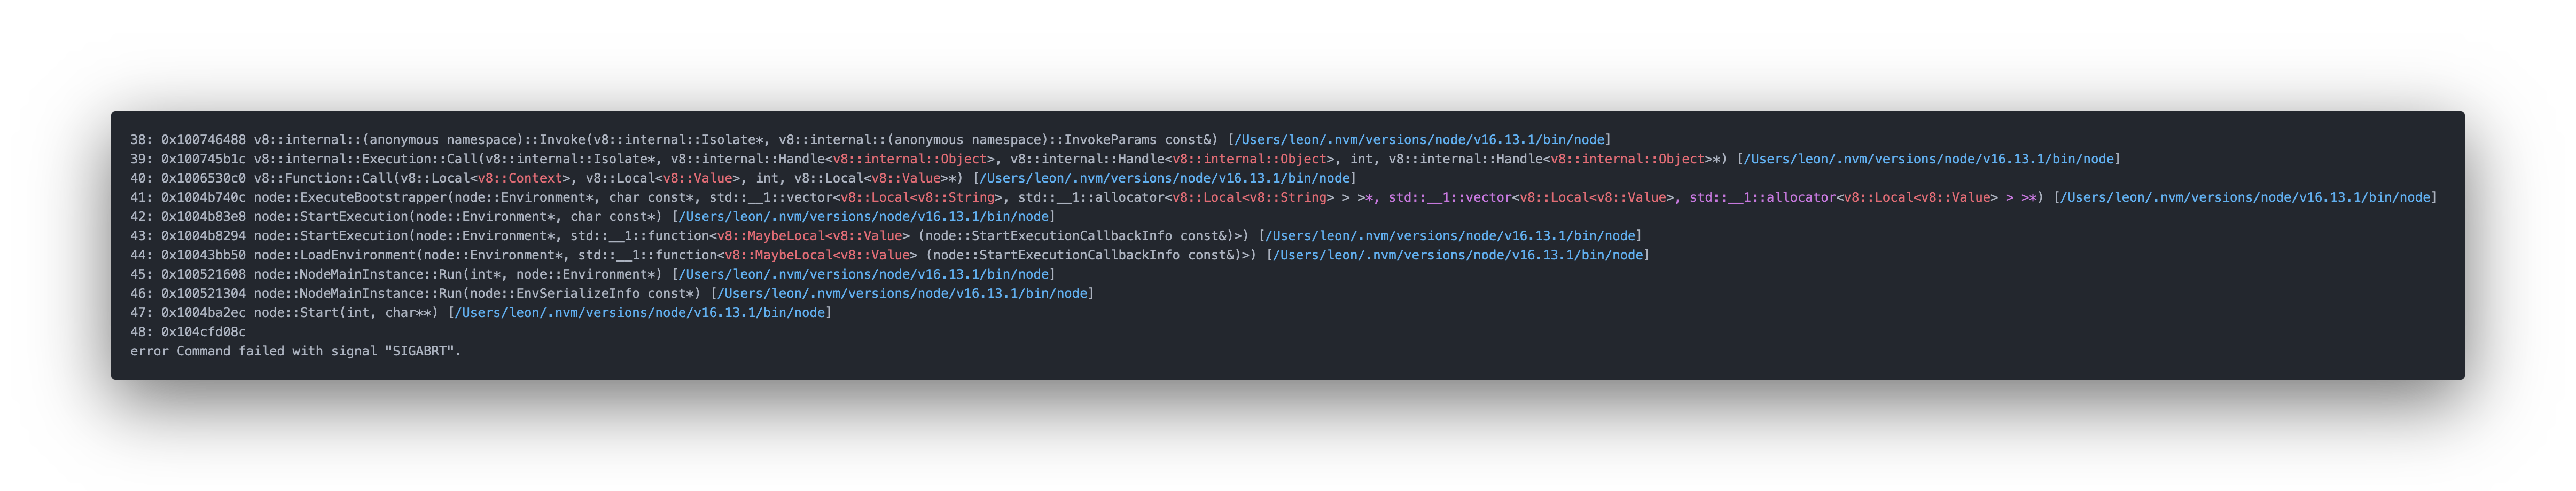 38: 0x100746488 v8::internal::(anonymous namespace)::Invoke(v8::internal::Isolate*, v8::internal::(anonymous namespace)::InvokeParams const&) [/Users/leon/.nvm/versions/node/v16.13.1/bin/node]
39: 0x100745b1c v8::internal::Execution::Call(v8::internal::Isolate*, v8::internal::Handle<v8::internal::Object>, v8::internal::Handle<v8::internal::Object>, int, v8::internal::Handle<v8::internal::Object>*) [/Users/leon/.nvm/versions/node/v16.13.1/bin/node]
40: 0x1006530c0 v8::Function::Call(v8::Local<v8::Context>, v8::Local<v8::Value>, int, v8::Local<v8::Value>*) [/Users/leon/.nvm/versions/node/v16.13.1/bin/node]
41: 0x1004b740c node::ExecuteBootstrapper(node::Environment*, char const*, std::__1::vector<v8::Local<v8::String>, std::__1::allocator<v8::Local<v8::String> > >*, std::__1::vector<v8::Local<v8::Value>, std::__1::allocator<v8::Local<v8::Value> > >*) [/Users/leon/.nvm/versions/node/v16.13.1/bin/node]
42: 0x1004b83e8 node::StartExecution(node::Environment*, char const*) [/Users/leon/.nvm/versions/node/v16.13.1/bin/node]
43: 0x1004b8294 node::StartExecution(node::Environment*, std::__1::function<v8::MaybeLocal<v8::Value> (node::StartExecutionCallbackInfo const&)>) [/Users/leon/.nvm/versions/node/v16.13.1/bin/node]
44: 0x10043bb50 node::LoadEnvironment(node::Environment*, std::__1::function<v8::MaybeLocal<v8::Value> (node::StartExecutionCallbackInfo const&)>) [/Users/leon/.nvm/versions/node/v16.13.1/bin/node]
45: 0x100521608 node::NodeMainInstance::Run(int*, node::Environment*) [/Users/leon/.nvm/versions/node/v16.13.1/bin/node]
46: 0x100521304 node::NodeMainInstance::Run(node::EnvSerializeInfo const*) [/Users/leon/.nvm/versions/node/v16.13.1/bin/node]
47: 0x1004ba2ec node::Start(int, char**) [/Users/leon/.nvm/versions/node/v16.13.1/bin/node]
48: 0x104cfd08c
error Command failed with signal "SIGABRT".